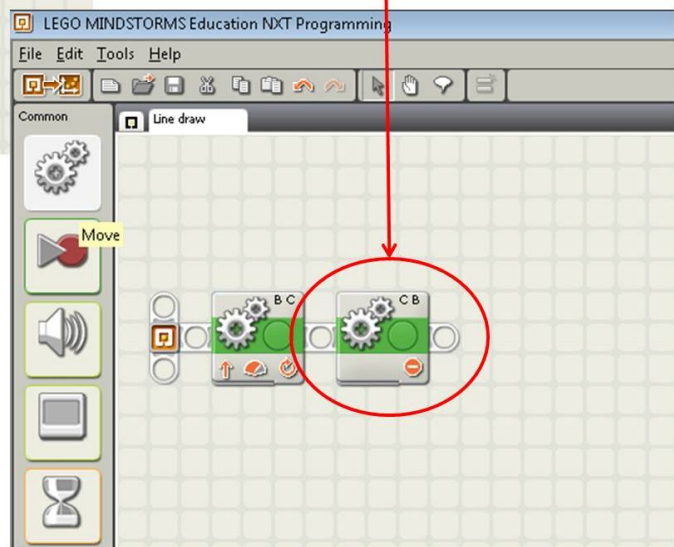 LEGO MINDSTORMS Education NXT Programming
File Edit Tools Help
Common
Line draw
Move
B C
C B